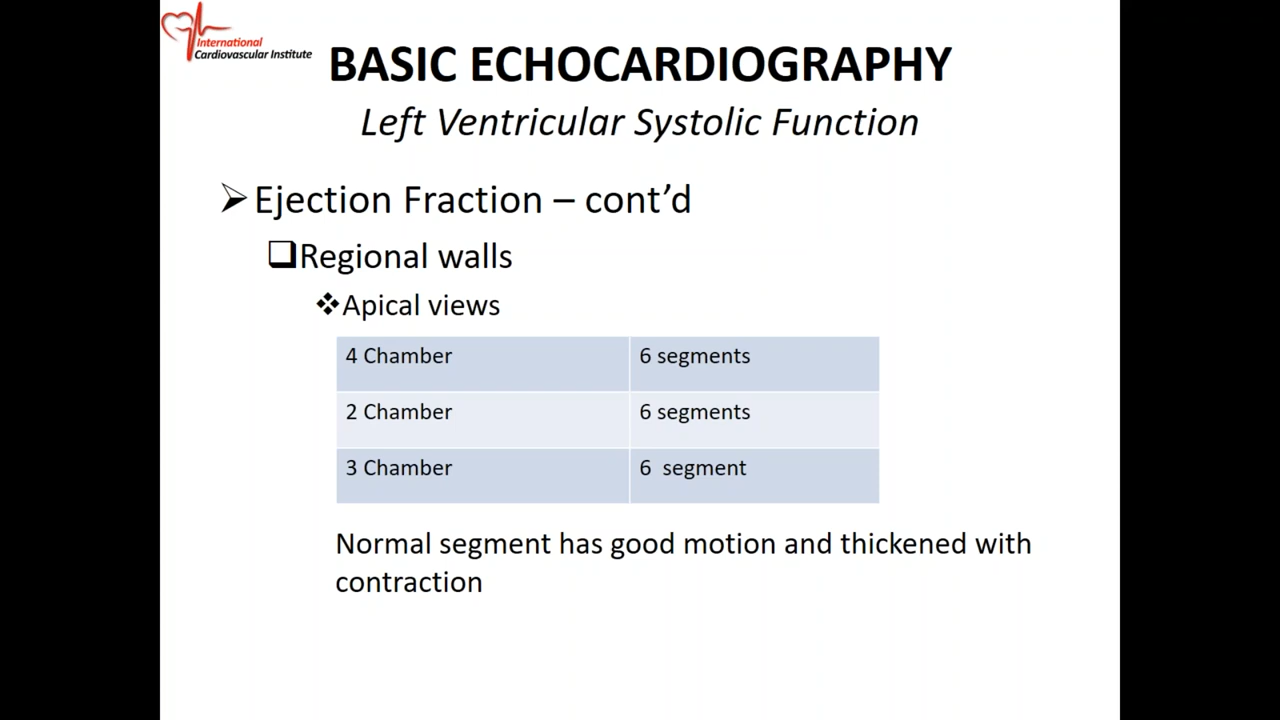 International
Cardiovascular Institute
BASIC ECHOCARDIOGRAPHY
Left Ventricular Systolic Function
Ejection Fraction – cont’d
Regional walls
Apical views
4 Chamber 6 segments
2 Chamber 6 segments
3 Chamber 6  segment
Normal segment has good motion and thickened with
contraction